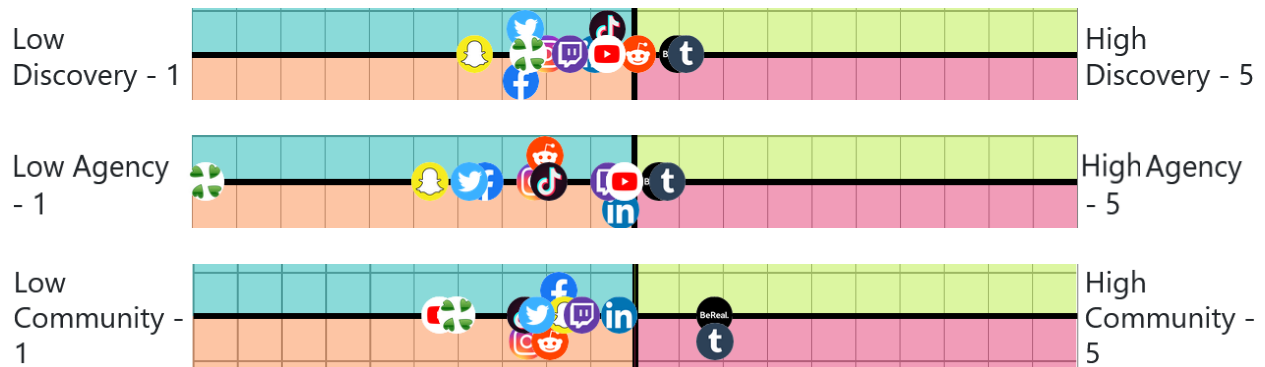 Low
Discovery - 1
High
Discovery - 5
Low Agency
- 1
High Agency
- 5
Low
Community -
1
BeReal.
High
Community -
5